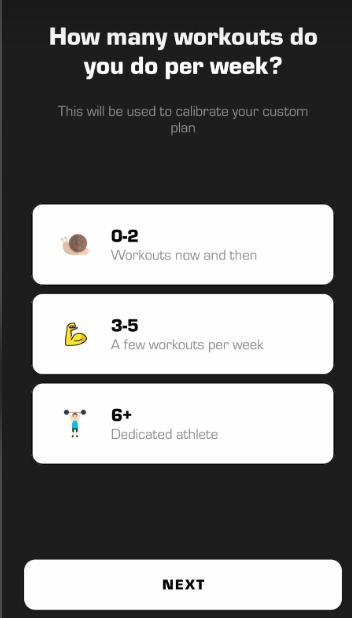 How many workouts do
you do per week?
This will be used to calibrate your custom
plan
0-2
Workouts now and then
3-5
A few workouts per week
6+
Dedicated athlete
NEXT